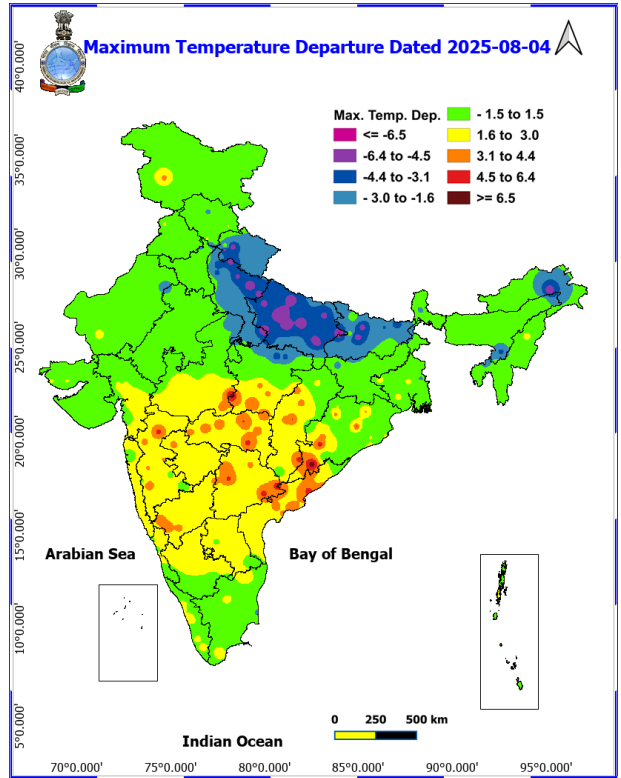 Maximum Temperature Departure Dated 2025-08-04
Max. Temp. Dep.
<= -6.5
-6.4 to -4.5
-4.4 to -3.1
- 3.0 to -1.6
- 1.5 to 1.5
1.6 to 3.0
3.1 to 4.4
4.5 to 6.4
>= 6.5
40°0.000'
35°0.000'
30°0.000'
25°0.000'
20°0.000'
15°0.000'
10°0.000'
5°0.000'
Arabian Sea
Bay of Bengal
Indian Ocean
0 250 500 km
70°0.000' 75°0.000' 80°0.000' 85°0.000' 90°0.000' 95°0.000'